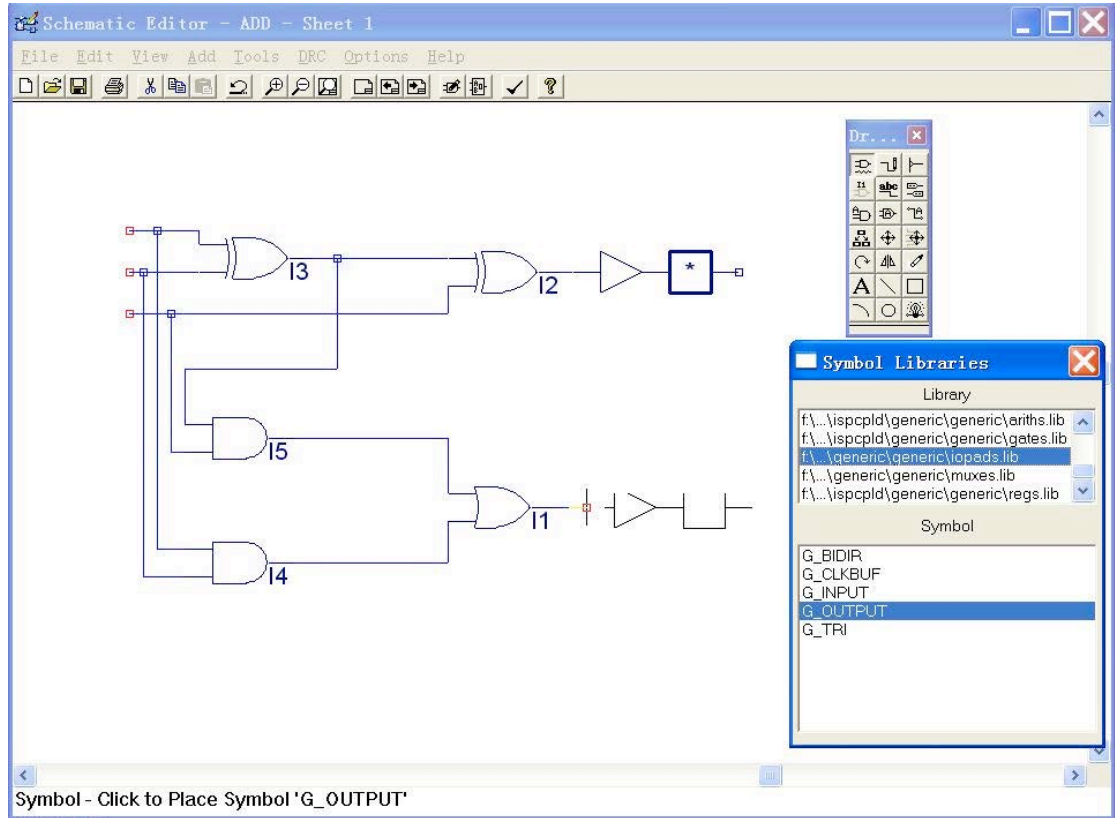 Schematic Editor - ADD - Sheet 1
File Edit View Add Tools DRC Options Help
Dr...
I1
abc
A
I3
I2
*
I5
I1
I4
Symbol Libraries
Library
f:\...\ispcpld\generic\generic\ariths.lib
f:\...\ispcpld\generic\generic\gates.lib
f:\...\generic\generic\iopads.lib
f:\...\generic\generic\muxes.lib
f:\...\ispcpld\generic\generic\regs.lib
Symbol
G_BIDIR
G_CLKBUF
G_INPUT
G_OUTPUT
G_TRI
Symbol - Click to Place Symbol 'G_OUTPUT'